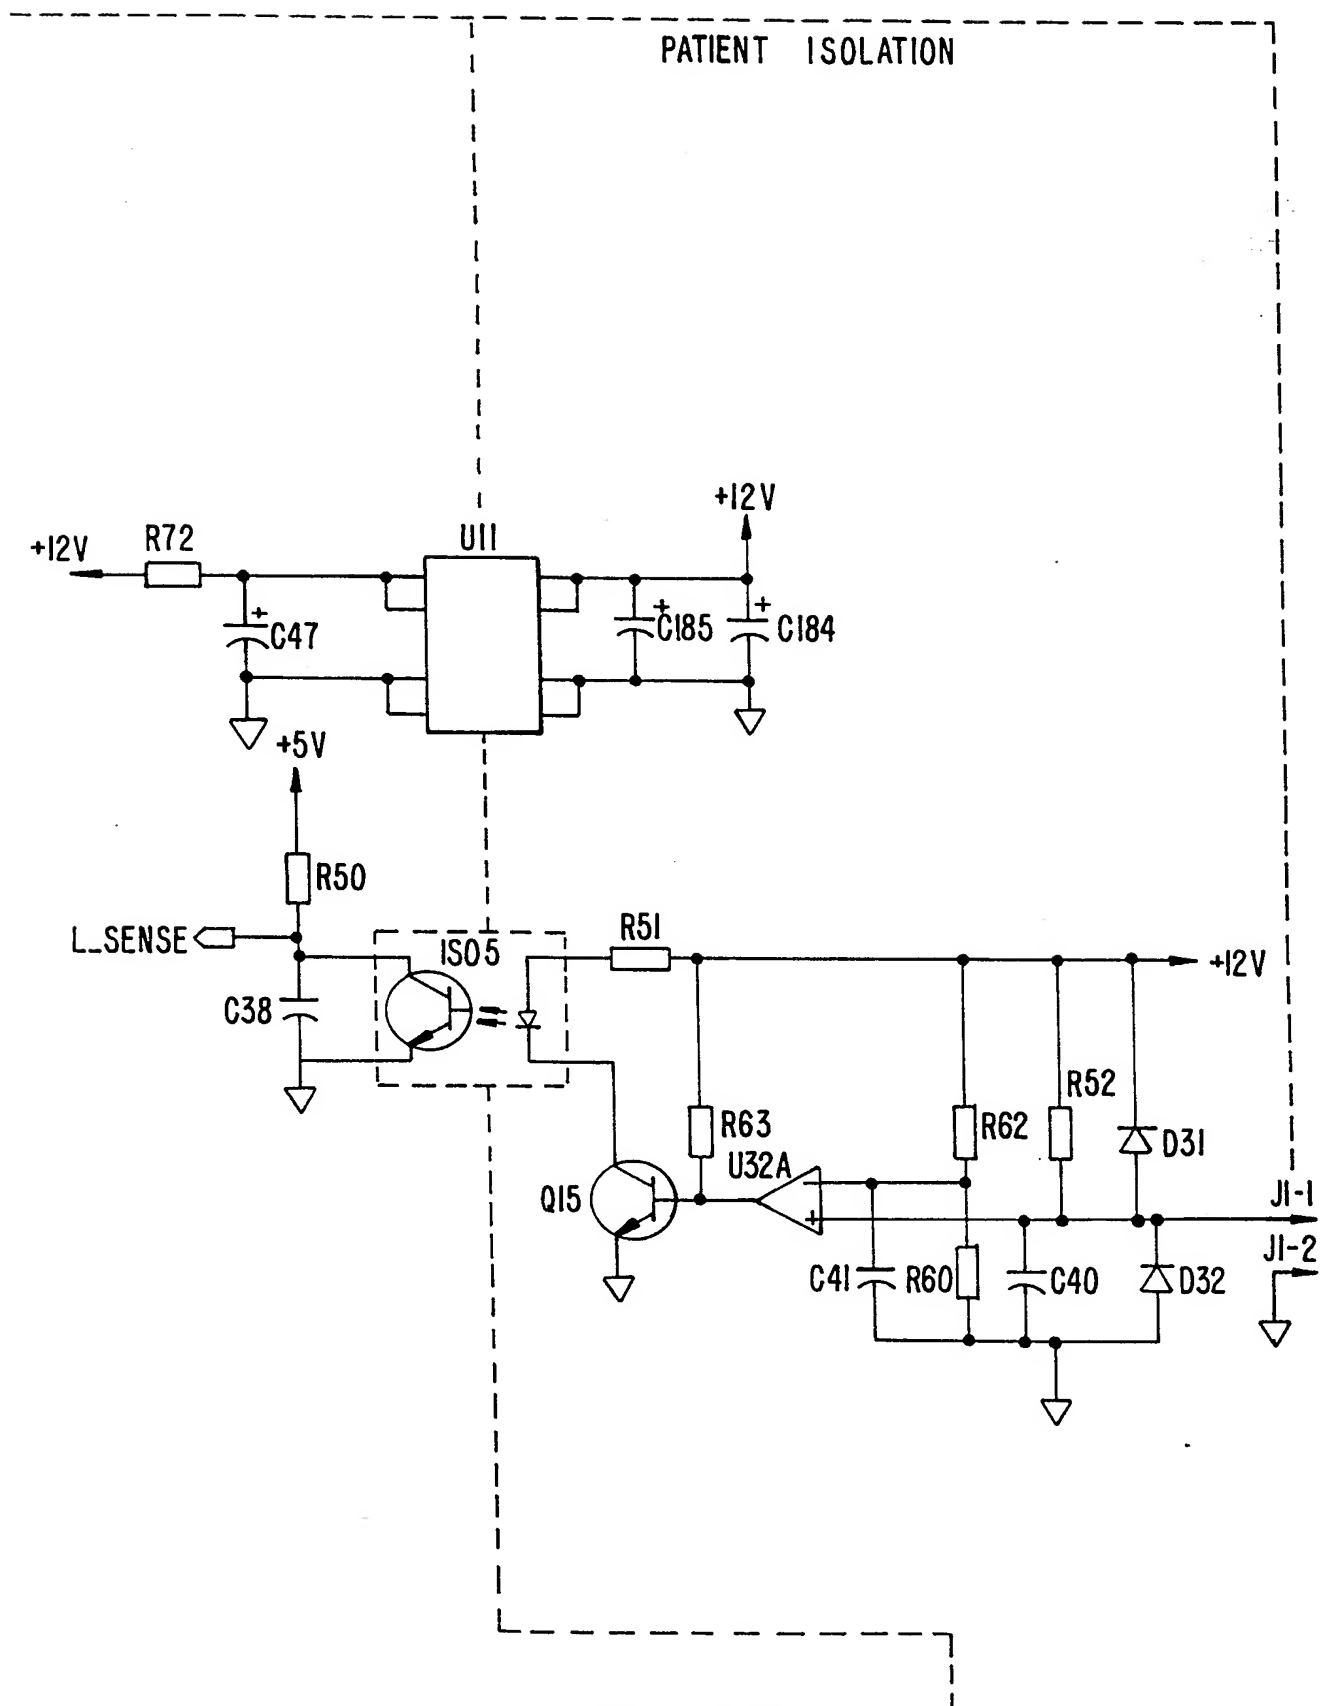 PATIENT ISOLATION
+12V
R72
U11
+12V
C47
C185
C184
+5V
R50
L_SENSE
ISO5
R51
+12V
C38
R52
R63
R62
D31
U32A
Q15
J1-1
J1-2
C41
R60
C40
D32